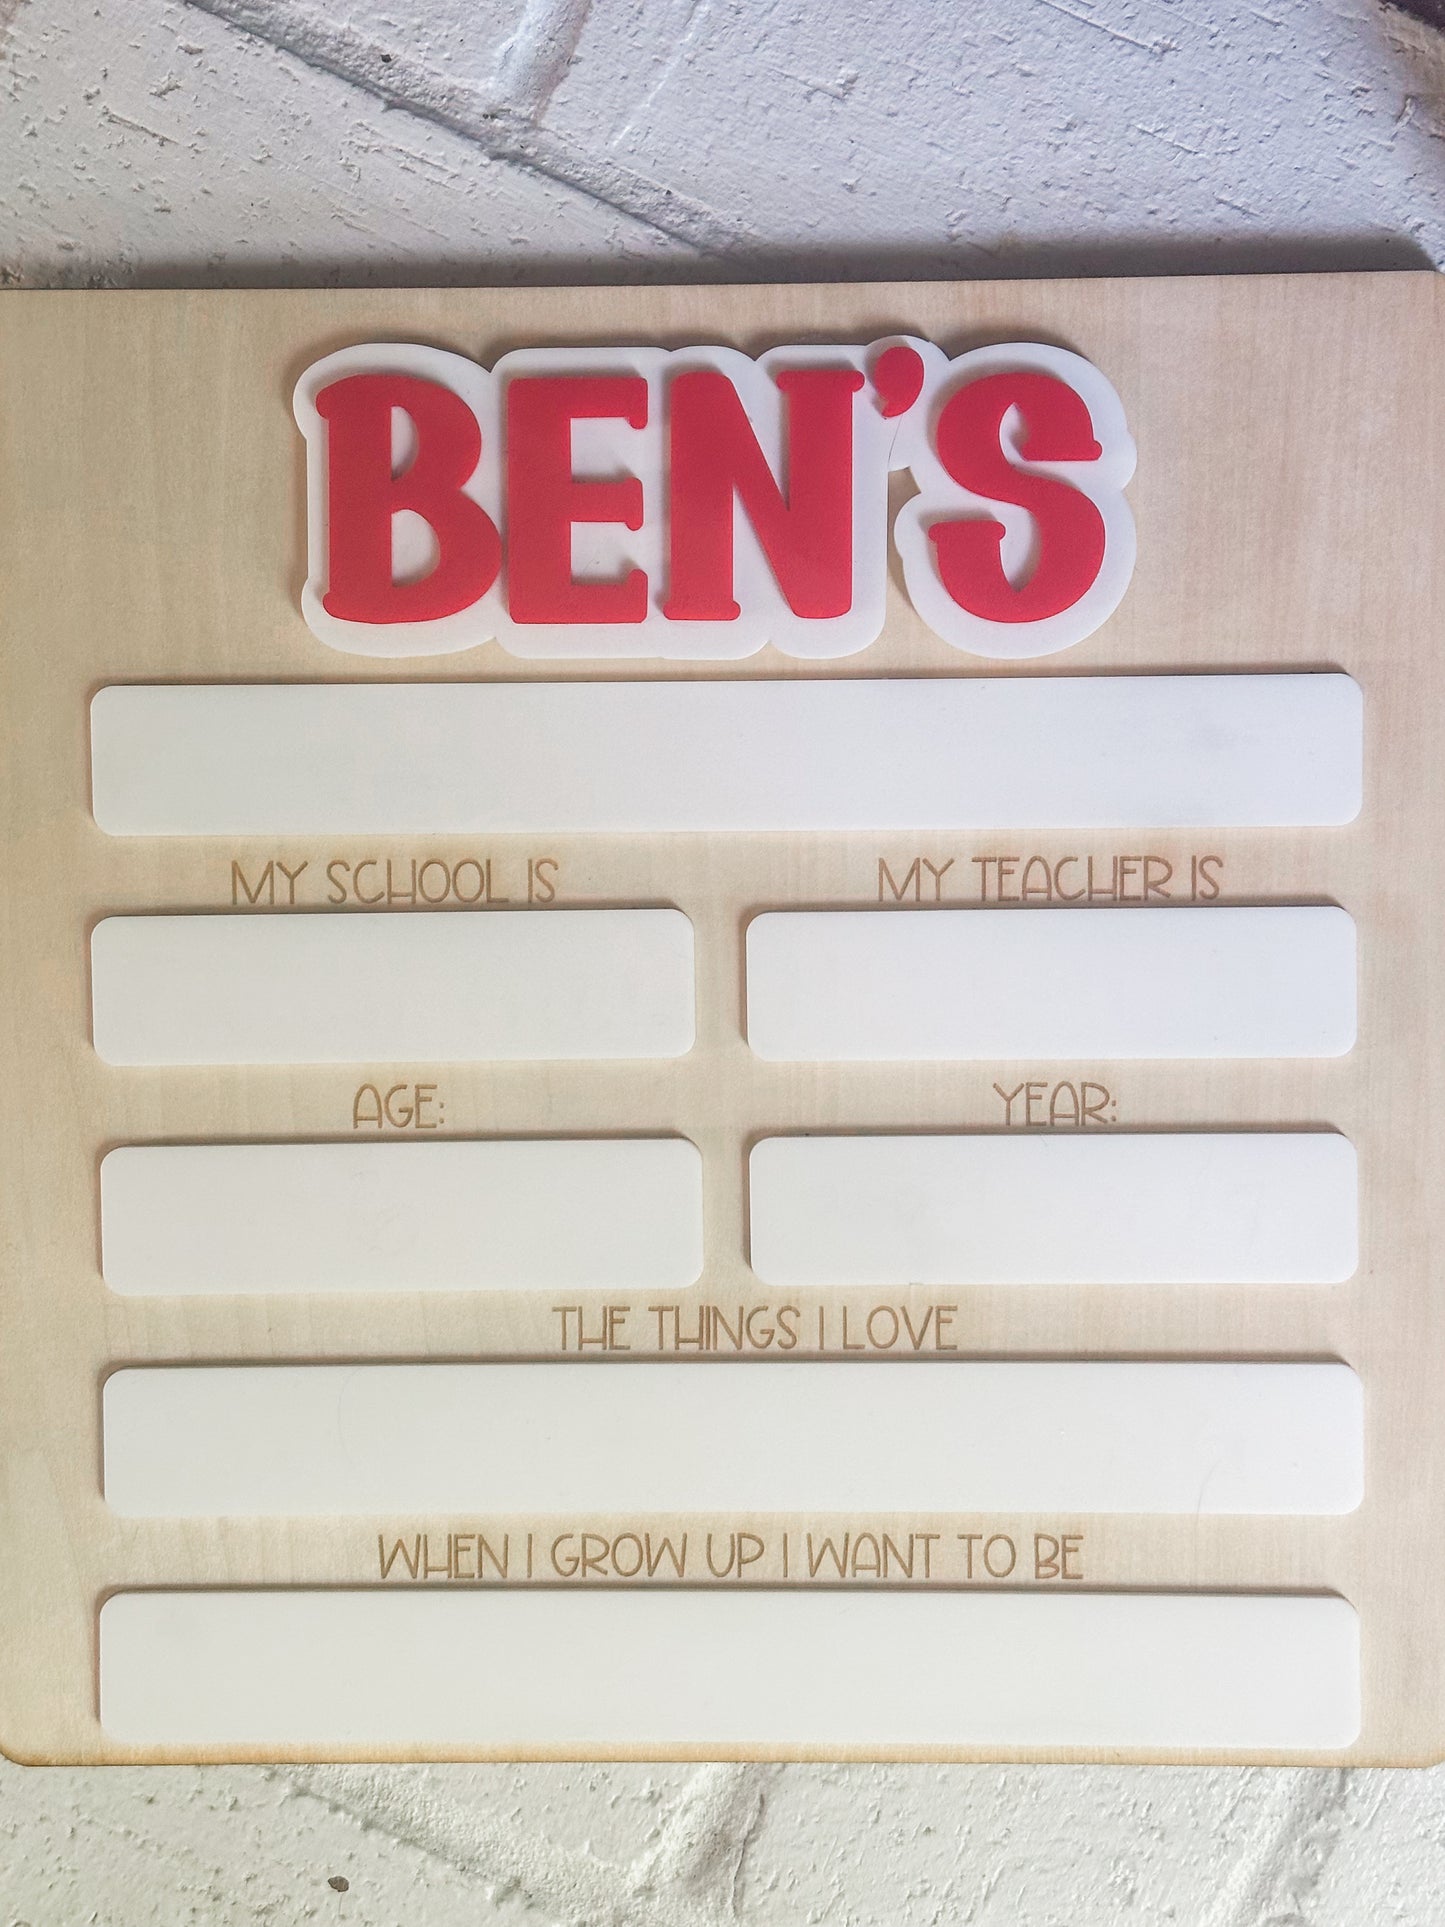 BEN'S
MY SCHOOL IS
MY TEACHER IS
AGE:
YEAR:
THE THINGS I LOVE
WHEN I GROW UP I WANT TO BE